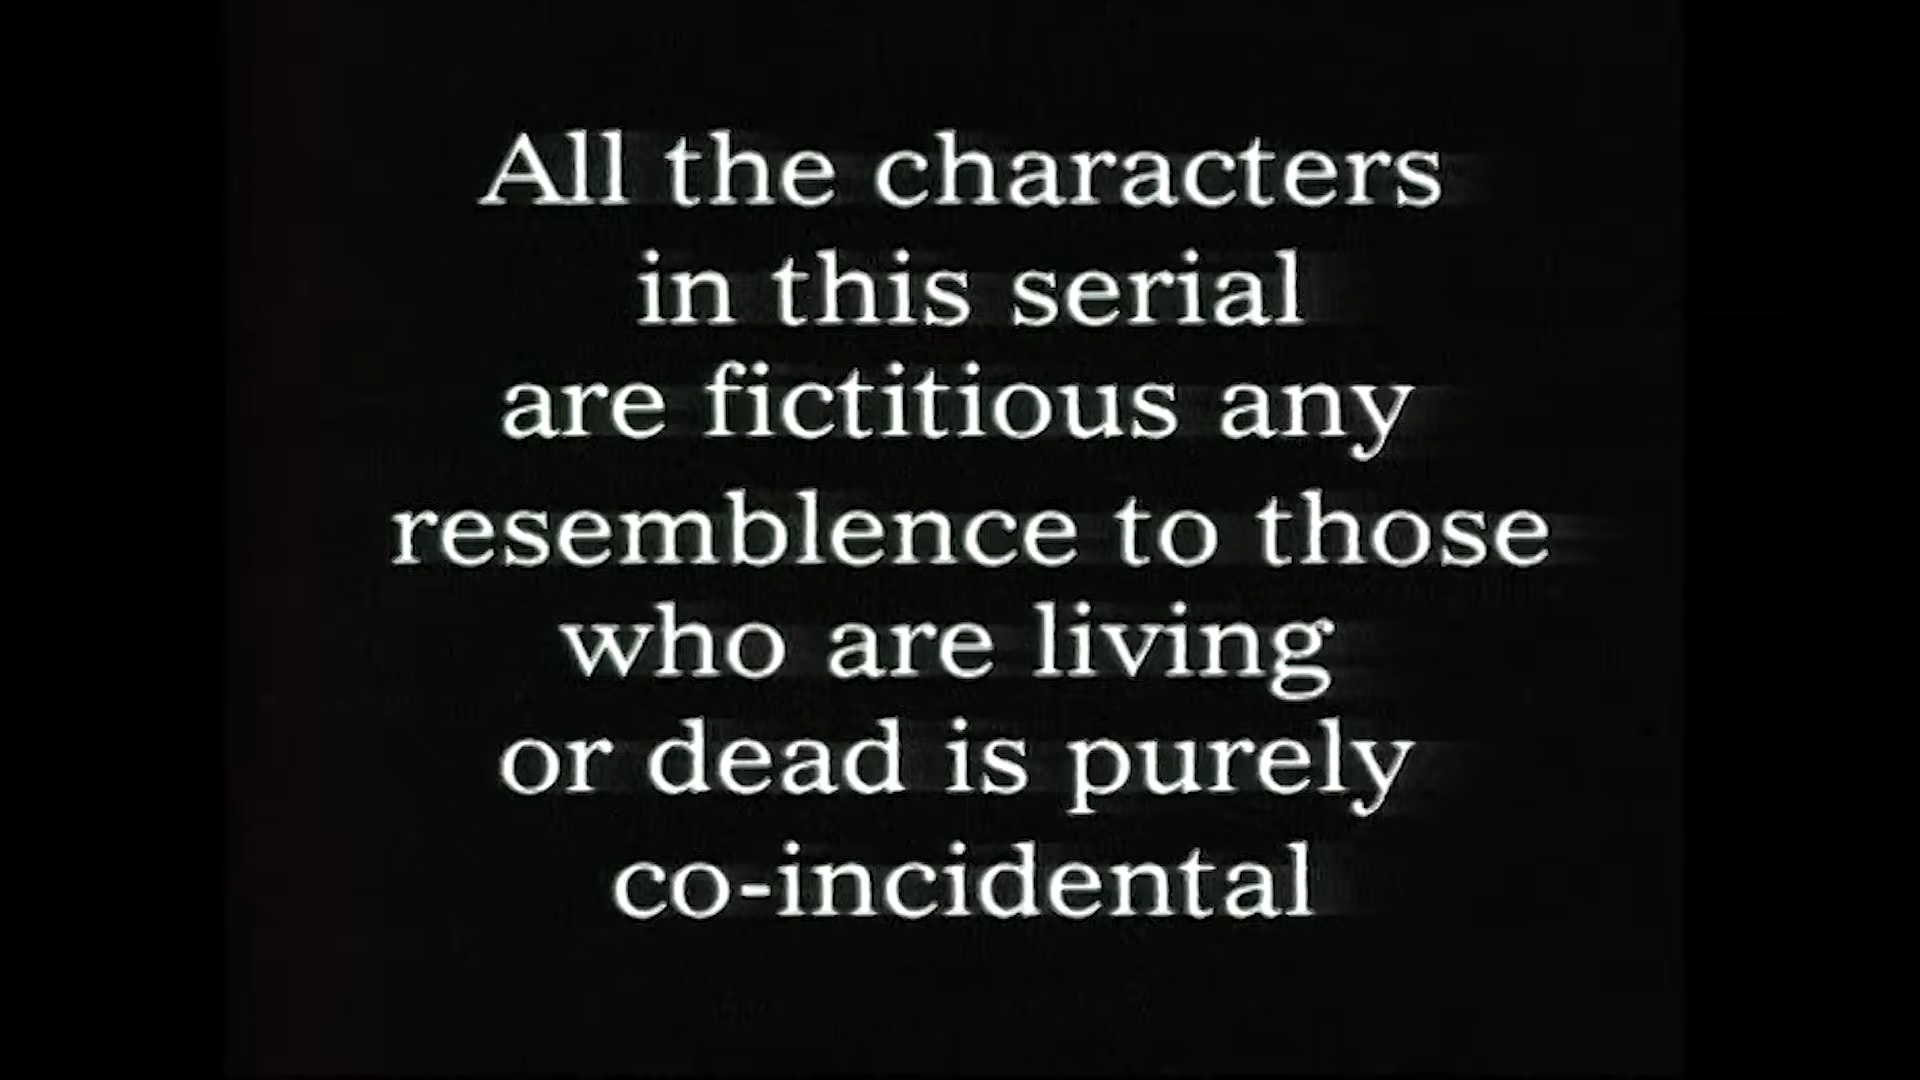 All the characters
in this serial
are fictitious any
resemblence to those
who are living
or dead is purely
co-incidental